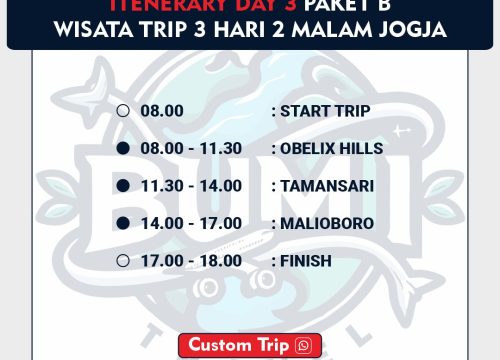 ITENERARY DAY 3 PAKET B
WISATA TRIP 3 HARI 2 MALAM JOGJA
08.00 : START TRIP
08.00 - 11.30 : OBELIX HILLS
11.30 - 14.00 : TAMANSARI
14.00 - 17.00 : MALIOBORO
17.00 - 18.00 : FINISH
BUMI
Custom Trip